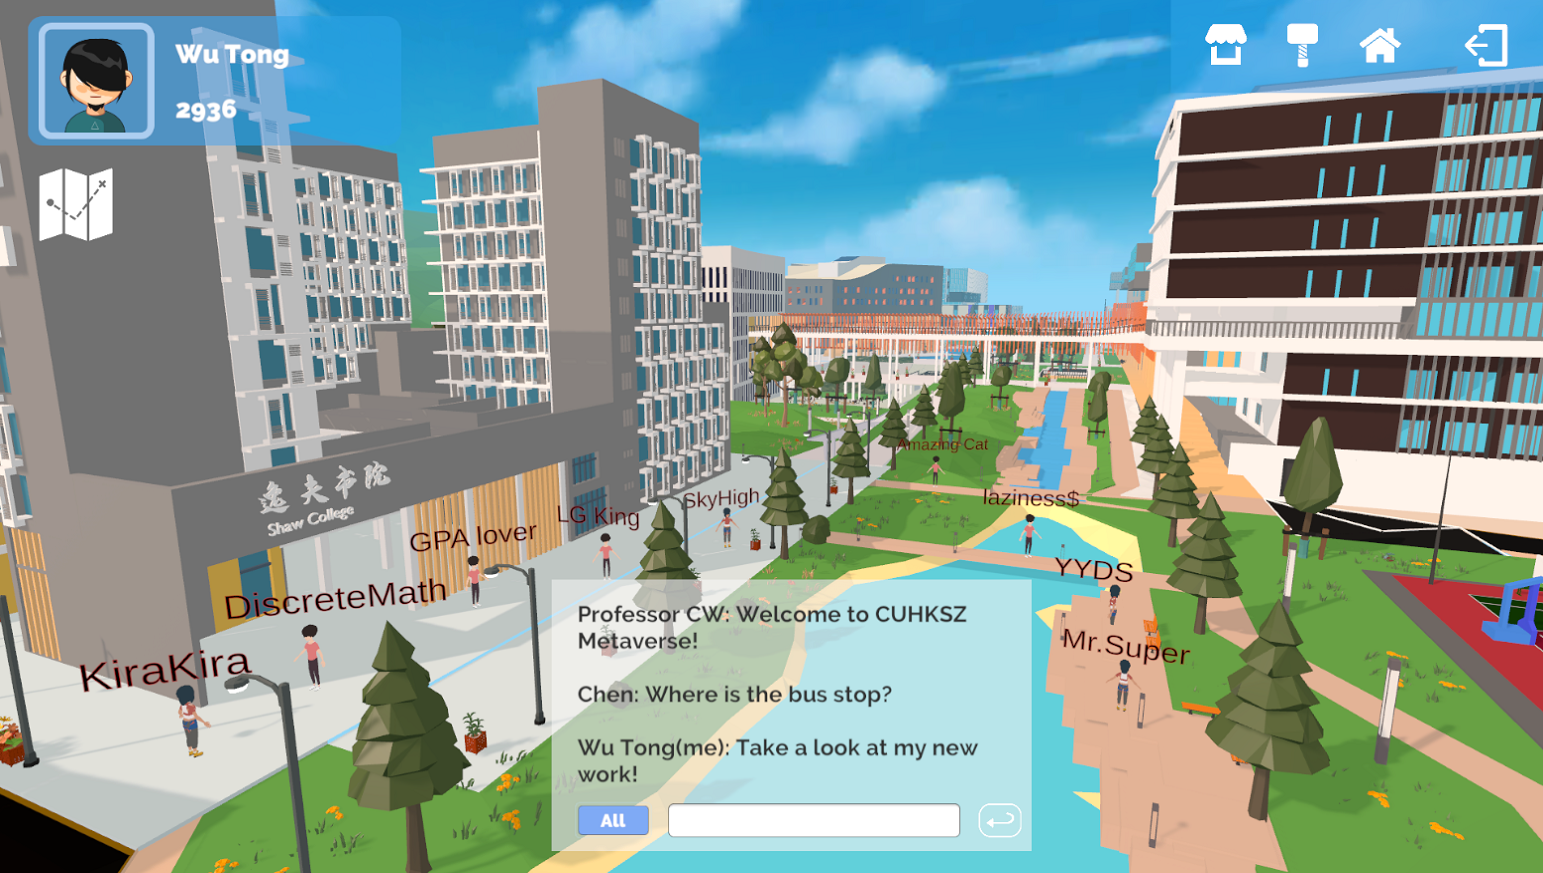 Wu Tong
2936
逸夫书院
Shaw College
Amazing Cat
laziness$
SkyHigh
LG King
GPA lover
YYDS
DiscreteMath
Mr.Super
KiraKira
Professor CW: Welcome to CUHKSZ
Metaverse!
Chen: Where is the bus stop?
Wu Tong(me): Take a look at my new
work!
All